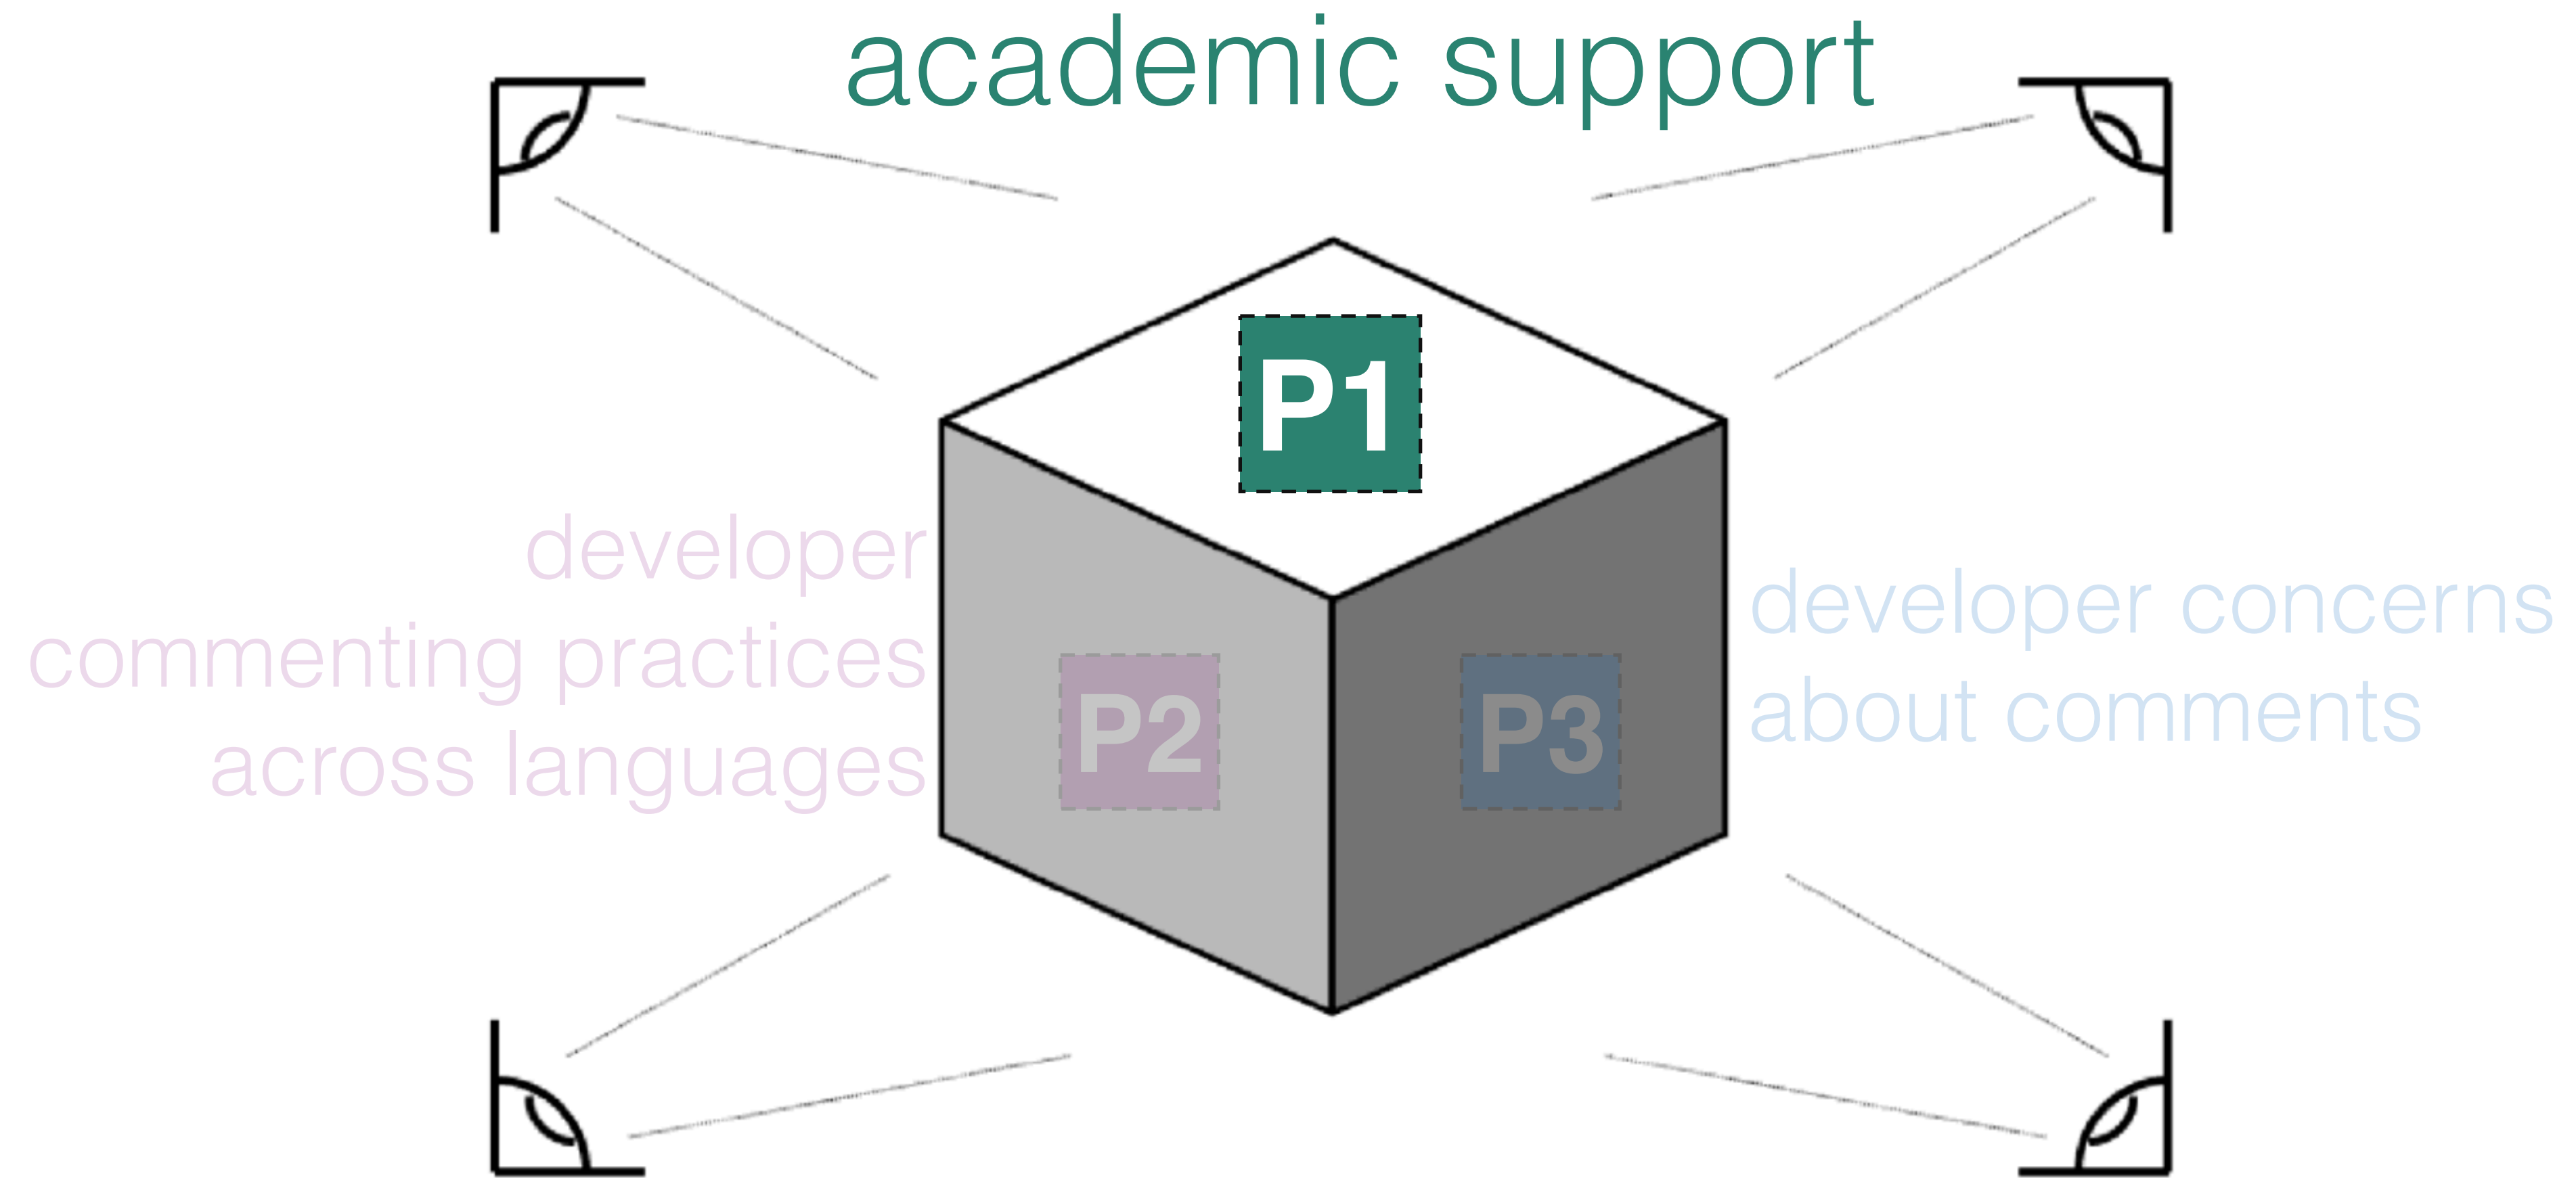 academic support
P1
developer
commenting practices
across languages
P2
P3
developer concerns
about comments